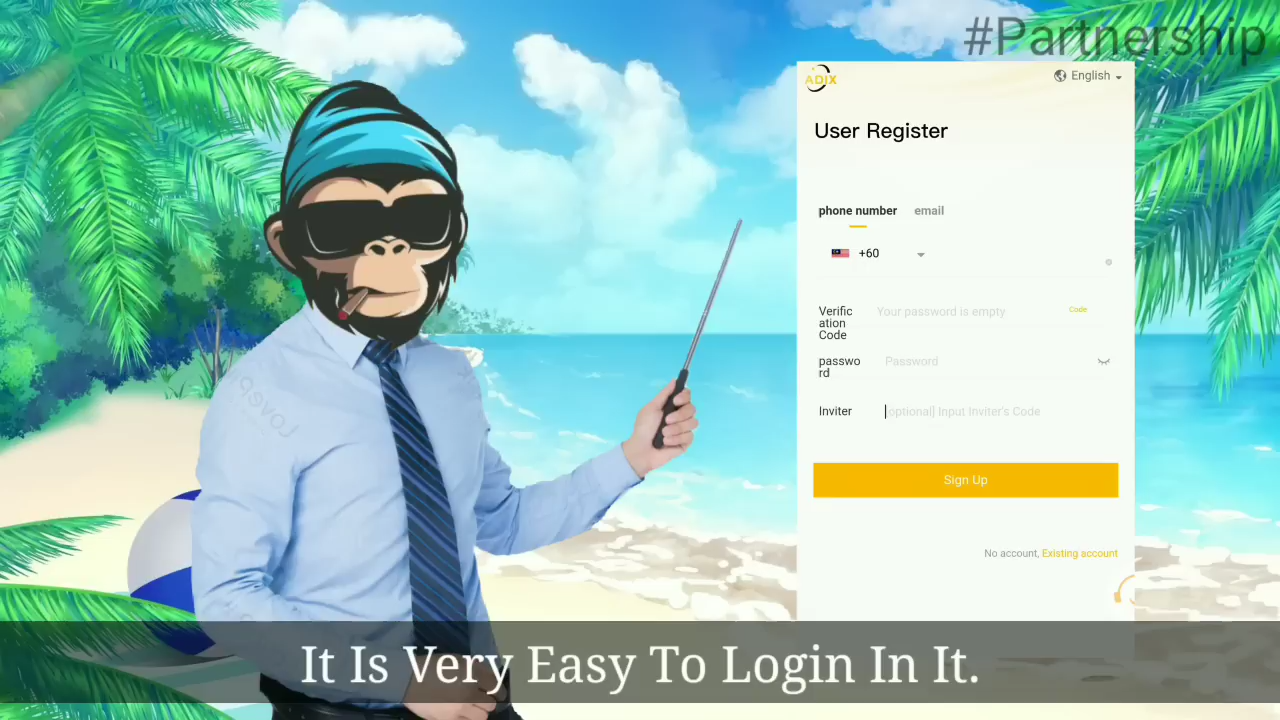 #Partnership
ADIX
English
User Register
phone number email
+60
Verific
ation
Code
Your password is empty
Code
passwo
rd
Password
Inviter
[optional] Input Inviter's Code
Sign Up
No account, Existing account
It Is Very Easy To Login In It.